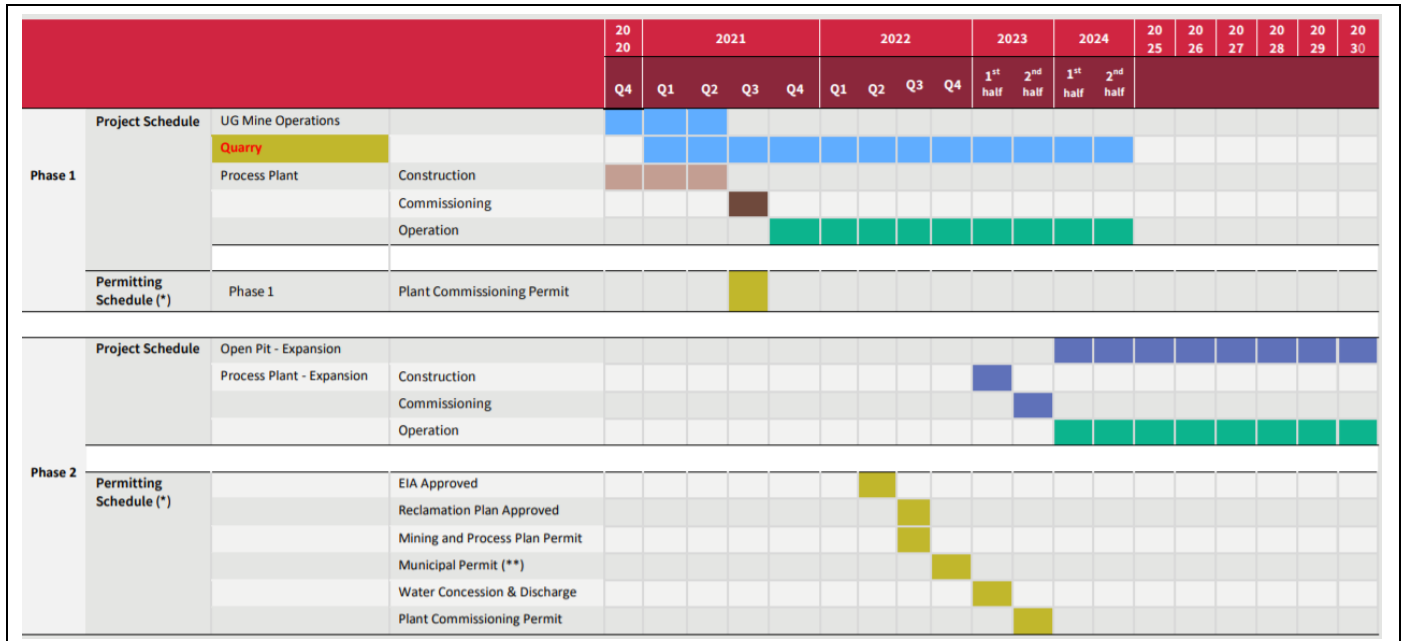 20 20 2021 2022 2023 2024 20 25 20 26 20 27 20 28 20 29 20 30
Q4 Q1 Q2 Q3 Q4 Q1 Q2 Q3 Q4 1st half 2nd half 1st half 2nd half
Phase 1
Project Schedule UG Mine Operations
Quarry
Process Plant Construction
Commissioning
Operation
Permitting Schedule (*) Phase 1 Plant Commissioning Permit
Phase 2
Project Schedule Open Pit - Expansion
Process Plant - Expansion Construction
Commissioning
Operation
Permitting Schedule (*) EIA Approved
Reclamation Plan Approved
Mining and Process Plan Permit
Municipal Permit (**)
Water Concession & Discharge
Plant Commissioning Permit